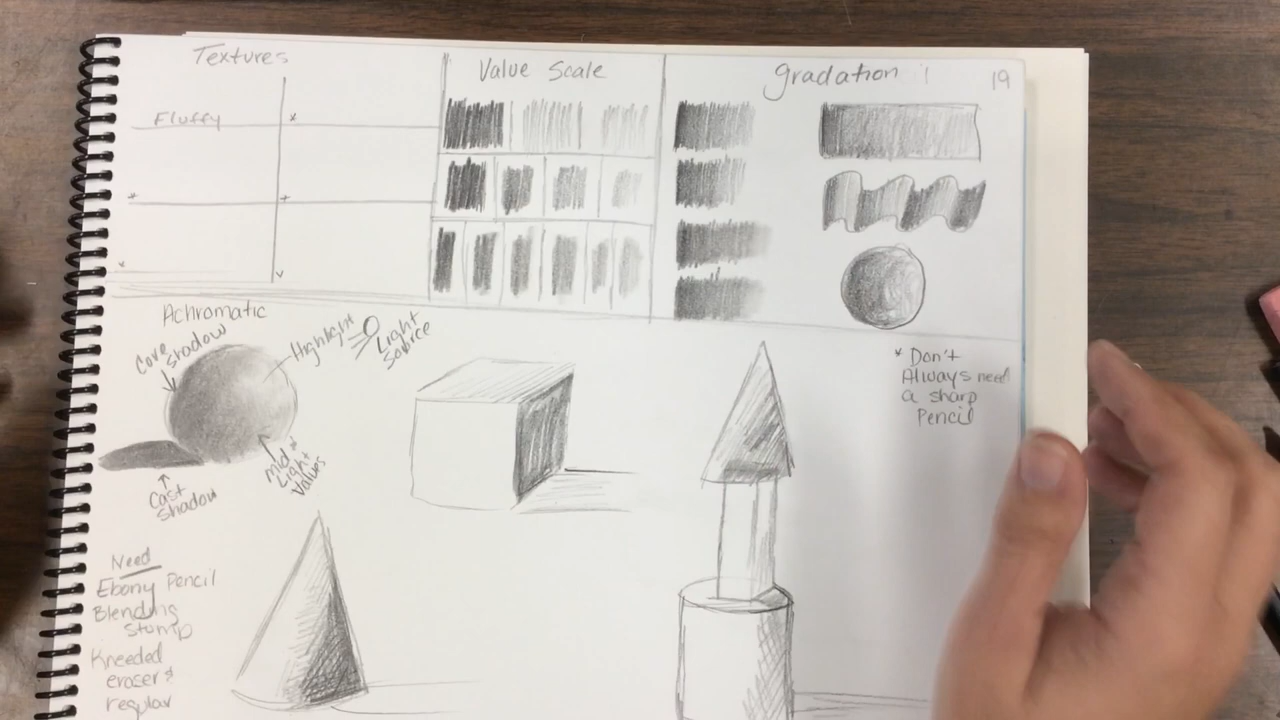 Textures
Value Scale
gradation
19
Fluffy
Achromatic
Core
shadow
Highlight
Light
Source
Mid +
Light
Values
Cast
Shadow
* Don't
Always need
a sharp
Pencil
Need
Ebony Pencil
Blending
Stump
Kneeded
eraser &
regular